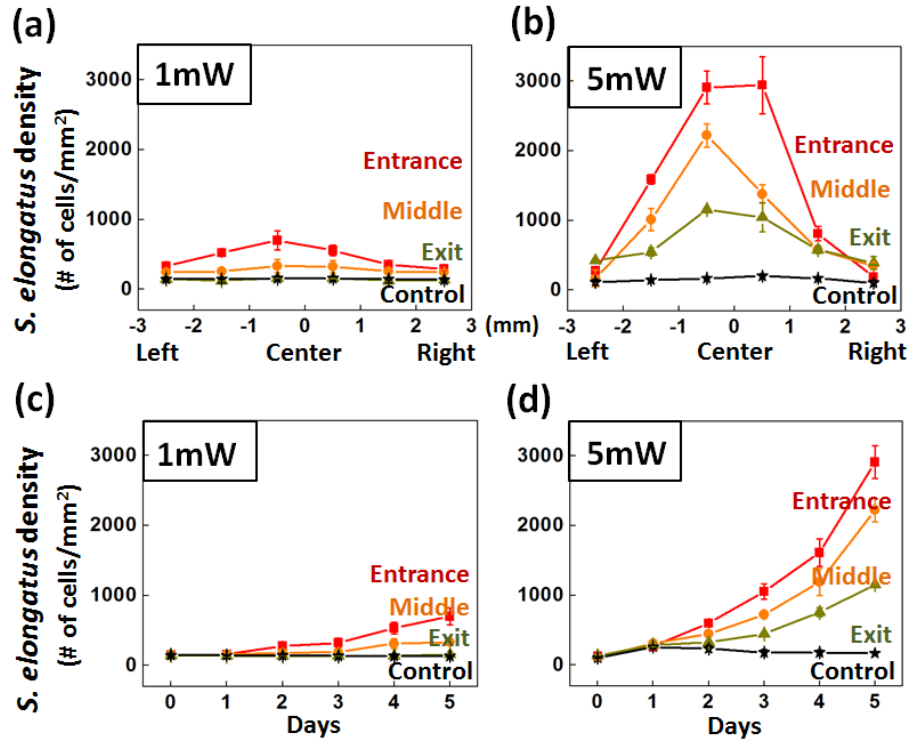 (a)
1mW
3000
2000
1000
0
Entrance
Middle
Exit
Control
-3 -2 -1 0 1 2 3 (mm)
Left Center Right
S. elongatus density
(# of cells/mm²)
(b)
5mW
3000
2000
1000
0
Entrance
Middle
Exit
Control
-3 -2 -1 0 1 2 3
Left Center Right
(c)
1mW
3000
2000
1000
0
Entrance
Middle
Exit
Control
0 1 2 3 4 5
Days
S. elongatus density
(# of cells/mm²)
(d)
5mW
3000
2000
1000
0
Entrance
Middle
Exit
Control
0 1 2 3 4 5
Days